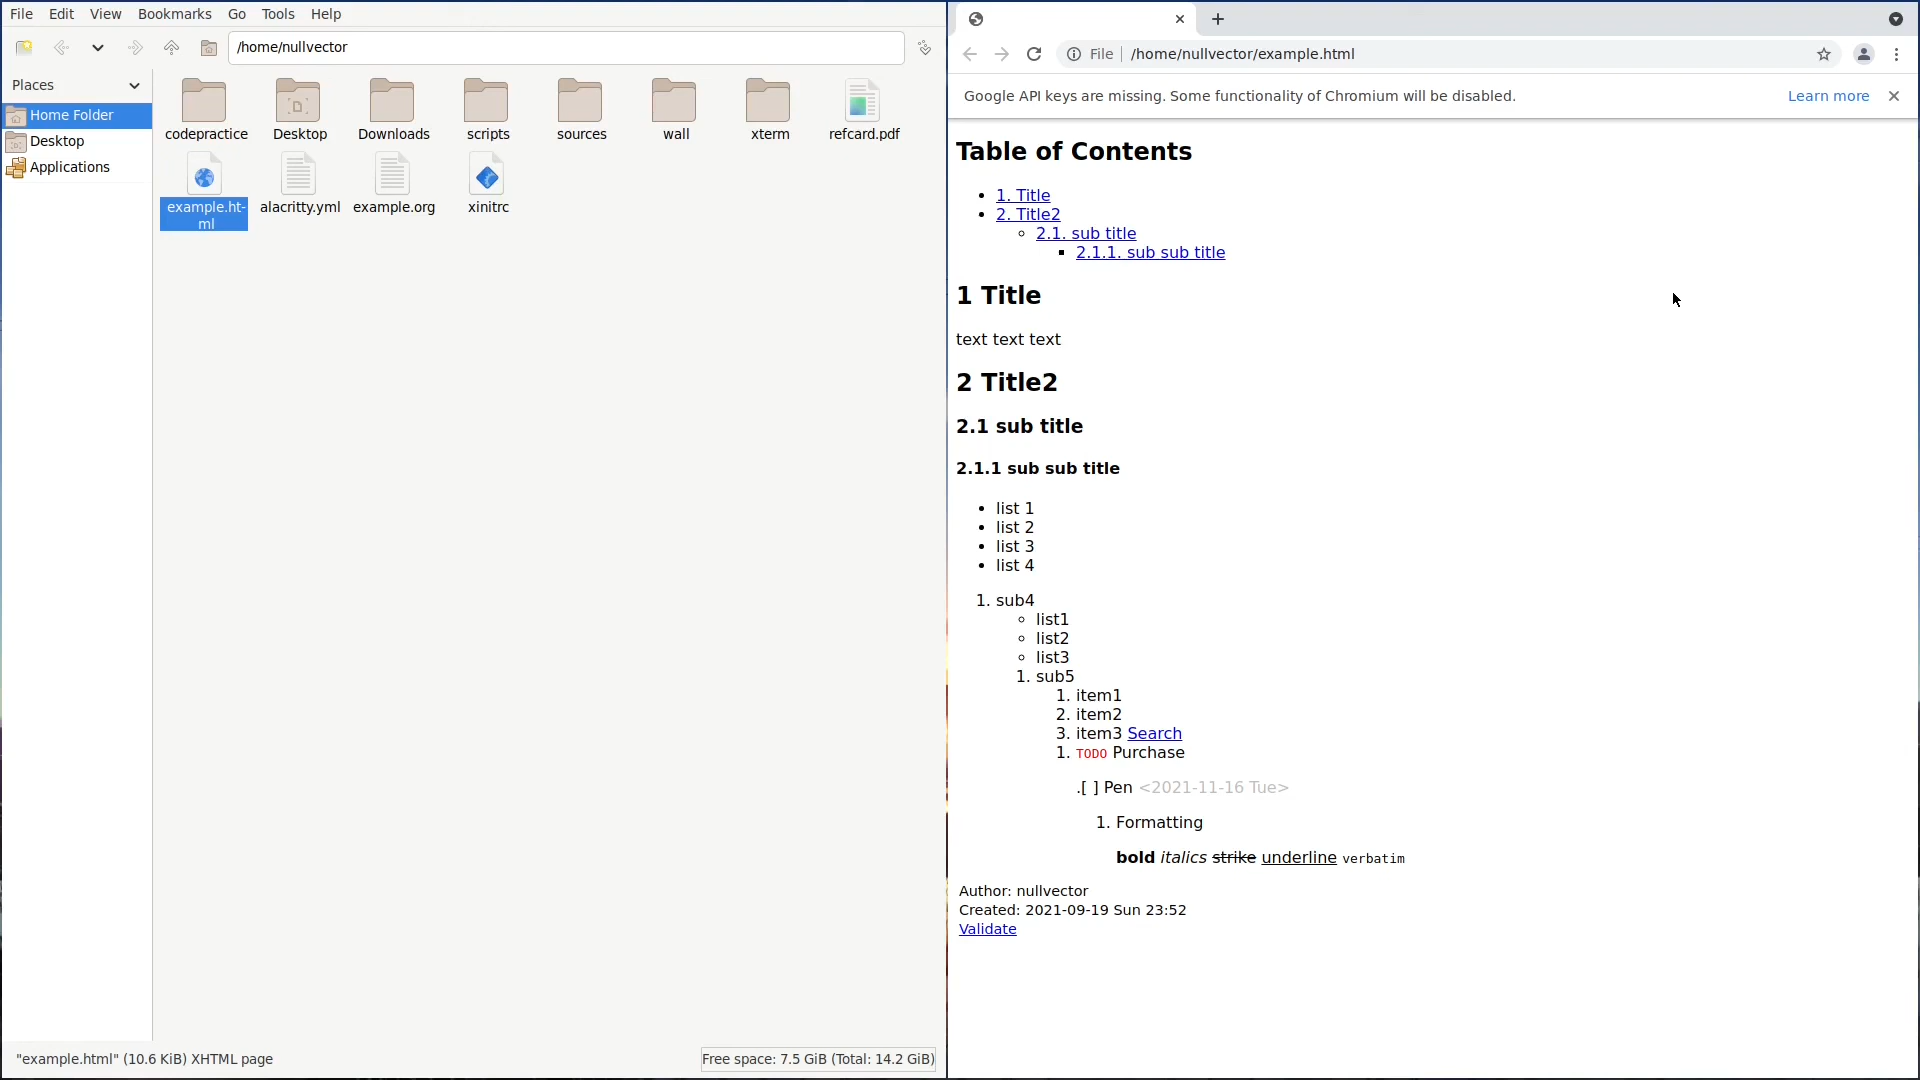 File Edit View Bookmarks Go Tools Help
/home/nullvector
Places
Home Folder
Desktop
Applications
codepractice Desktop Downloads scripts sources wall xterm refcard.pdf
example.ht-
ml
alacritty.yml example.org xinitrc
"example.html" (10.6 KiB) XHTML page
Free space: 7.5 GiB (Total: 14.2 GiB)
File /home/nullvector/example.html
Google API keys are missing. Some functionality of Chromium will be disabled. Learn more
Table of Contents
• 1. Title
• 2. Title2
◦ 2.1. sub title
▪ 2.1.1. sub sub title
1 Title
text text text
2 Title2
2.1 sub title
2.1.1 sub sub title
• list 1
• list 2
• list 3
• list 4
1. sub4
◦ list1
◦ list2
◦ list3
1. sub5
1. item1
2. item2
3. item3 Search
1. TODO Purchase
.[ ] Pen <2021-11-16 Tue>
1. Formatting
bold italics strike underline verbatim
Author: nullvector
Created: 2021-09-19 Sun 23:52
Validate